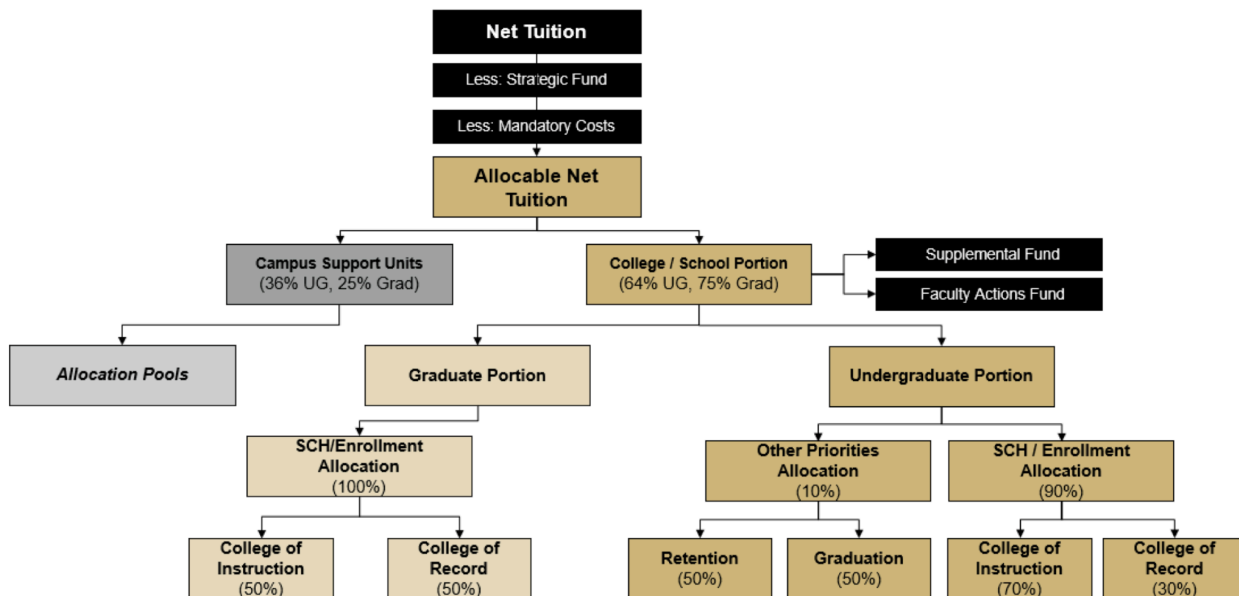 Net Tuition
Less: Strategic Fund
Less: Mandatory Costs
Allocable Net
Tuition
Campus Support Units
(36% UG, 25% Grad)
College / School Portion
(64% UG, 75% Grad)
Supplemental Fund
Faculty Actions Fund
Allocation Pools
Graduate Portion
Undergraduate Portion
SCH/Enrollment
Allocation
(100%)
Other Priorities
Allocation
(10%)
SCH / Enrollment
Allocation
(90%)
College of
Instruction
(50%)
College of
Record
(50%)
Retention
(50%)
Graduation
(50%)
College of
Instruction
(70%)
College of
Record
(30%)